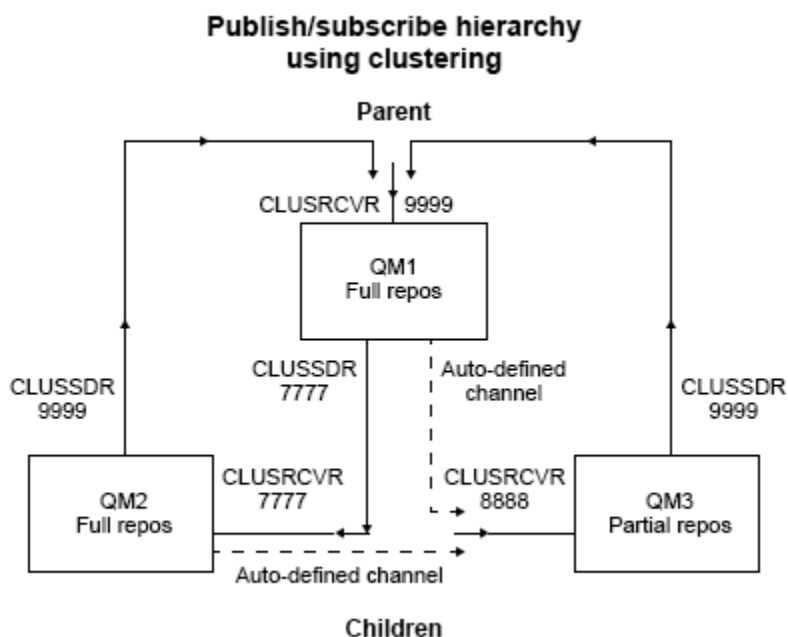 Publish/subscribe hierarchy
using clustering
Parent
CLUSRCVR 9999
QM1
Full repos
CLUSSDR
7777
Auto-defined
channel
CLUSSDR
9999
CLUSSDR
9999
CLUSRCVR
7777
CLUSRCVR
8888
QM2
Full repos
QM3
Partial repos
Auto-defined channel
Children